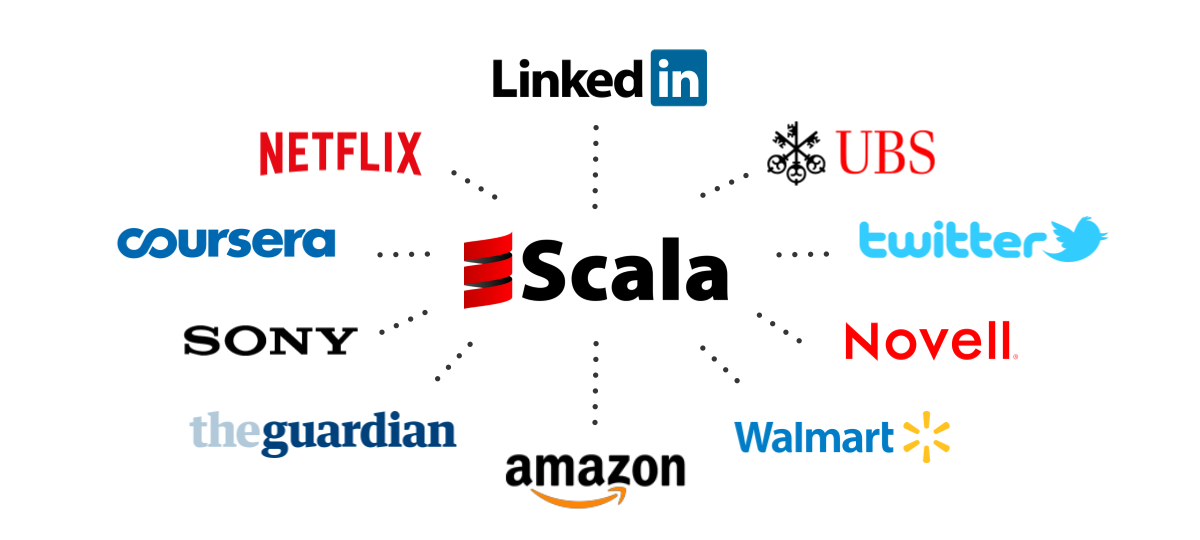 Linkedin
NETFLIX
UBS
coursera
twitter
Scala
SONY
Novell
theguardian
Walmart
amazon